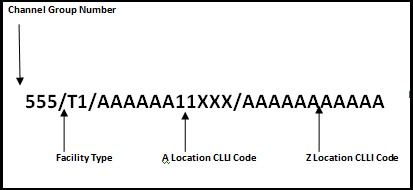 Channel Group Number
555/T1/AAAAAA11XXX/AAAAAAAAAAA
Facility Type
A Location CLLI Code
Z Location CLLI Code